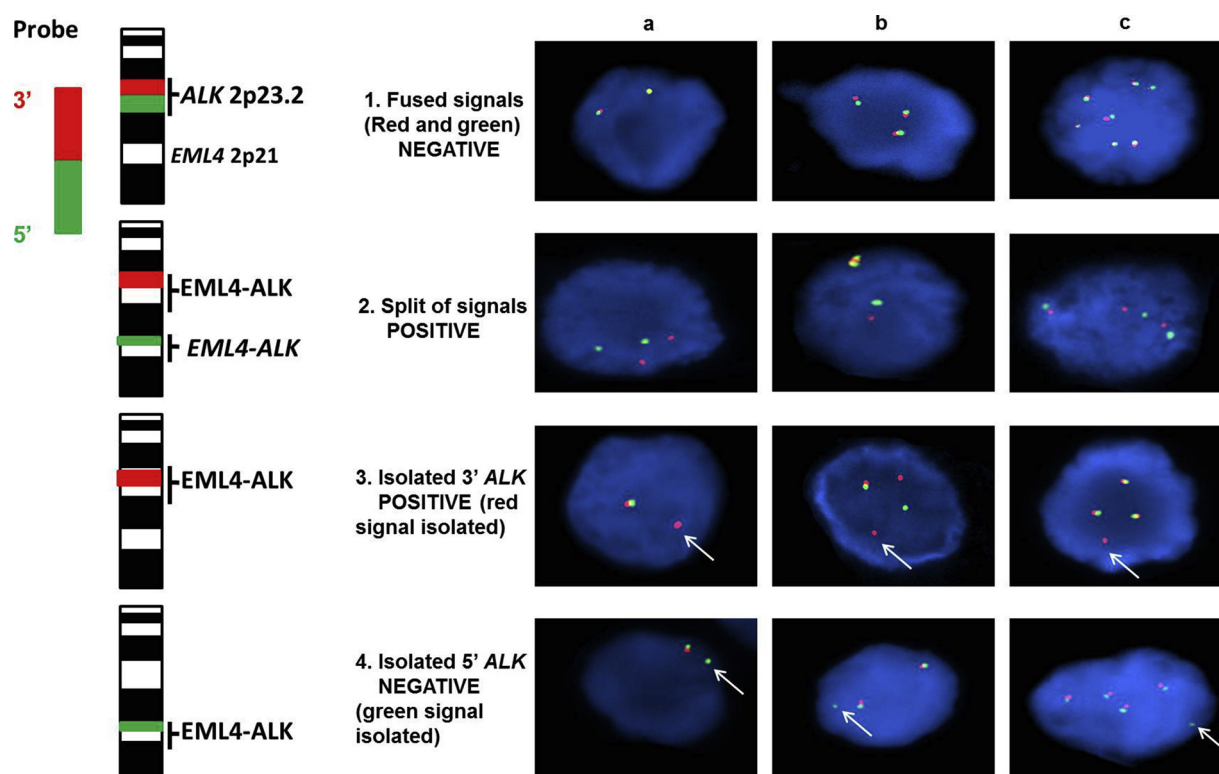 Probe
3'
5'
ALK 2p23.2
EML4 2p21
EML4-ALK
EML4-ALK
EML4-ALK
EML4-ALK
a
b
c
1. Fused signals
(Red and green)
NEGATIVE
2. Split of signals
POSITIVE
3. Isolated 3' ALK
POSITIVE (red
signal isolated)
4. Isolated 5' ALK
NEGATIVE
(green signal
isolated)